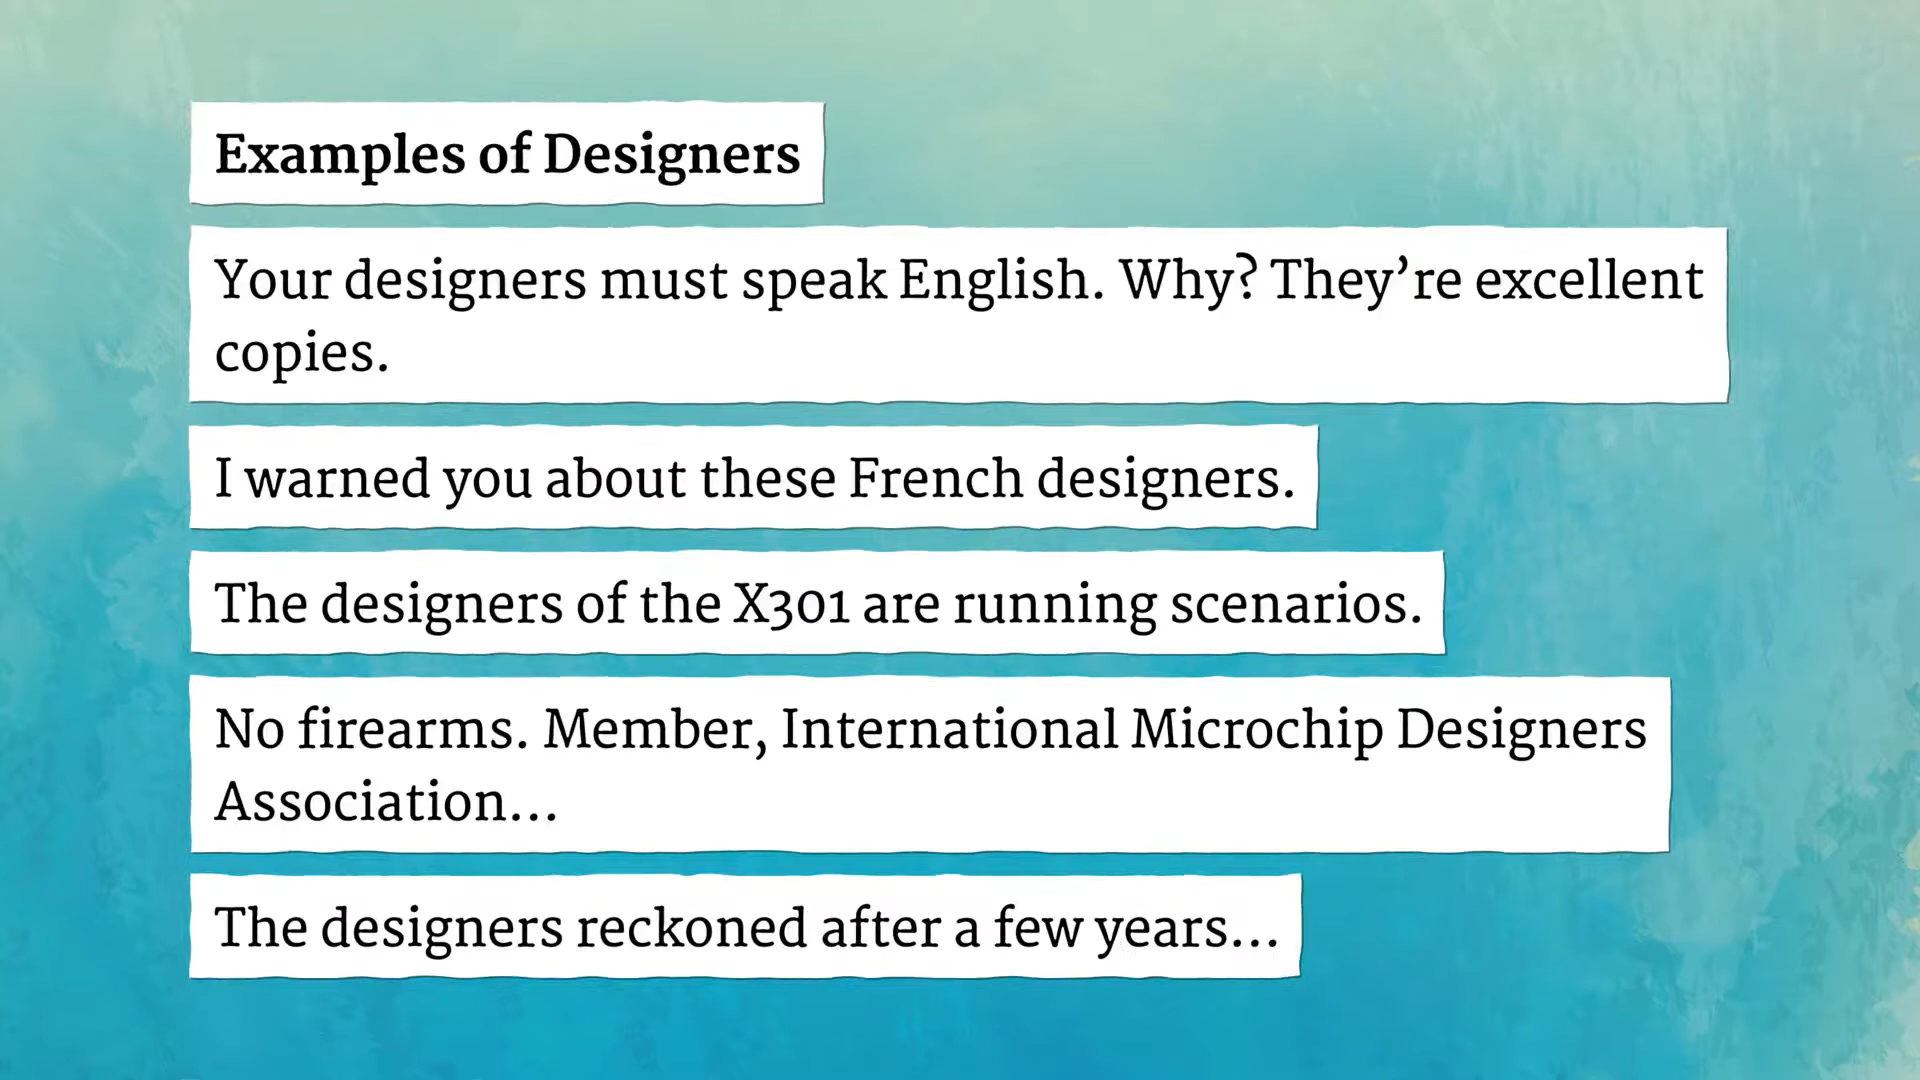 Examples of Designers
Your designers must speak English. Why? They’re excellent
copies.
I warned you about these French designers.
The designers of the X301 are running scenarios.
No firearms. Member, International Microchip Designers
Association...
The designers reckoned after a few years...